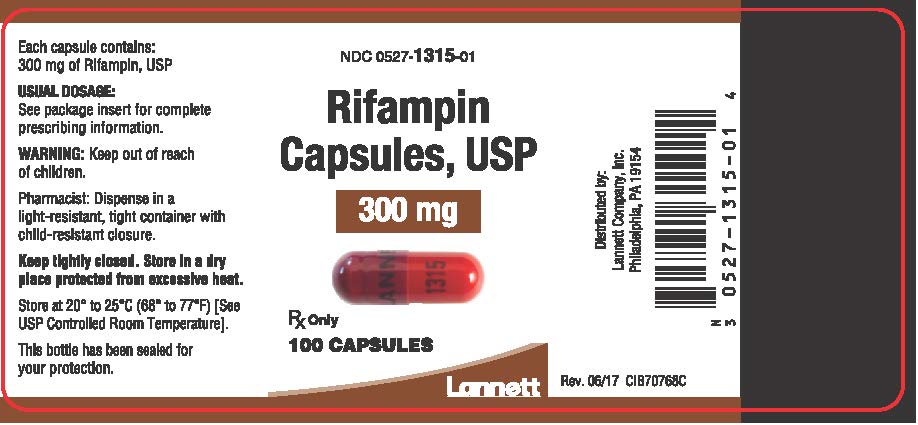 Each capsule contains:
300 mg of Rifampin, USP
USUAL DOSAGE:
See package insert for complete
prescribing information.
WARNING: Keep out of reach
of children.
Pharmacist: Dispense in a
light-resistant, tight container with
child-resistant closure.
Keep tightly closed. Store in a dry
place protected from excessive heat.
Store at 20° to 25°C (68° to 77°F) [See
USP Controlled Room Temperature].
This bottle has been sealed for
your protection.
NDC 0527-1315-01
Rifampin
Capsules, USP
300 mg
LANNETT
1315
Rx Only
100 CAPSULES
Lannett
Distributed by:
Lannett Company, Inc.
Philadelphia, PA 19154
N
3 0527-1315-01 4
Rev. 06/17 CIB70768C